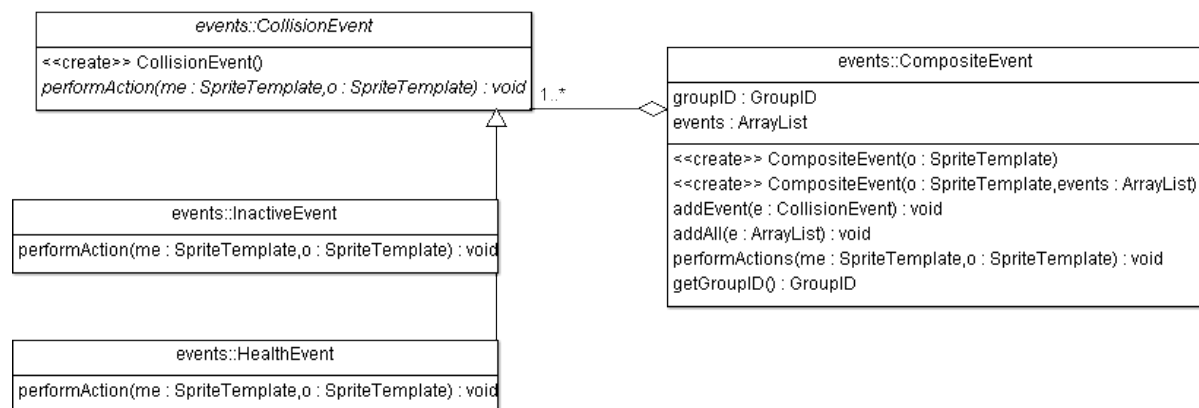 events::CollisionEvent
<<create>> CollisionEvent()
performAction(me : SpriteTemplate,o : SpriteTemplate) : void
1..*
events::CompositeEvent
groupID : GroupID
events : ArrayList
<<create>> CompositeEvent(o : SpriteTemplate)
<<create>> CompositeEvent(o : SpriteTemplate,events : ArrayList)
addEvent(e : CollisionEvent) : void
addAll(e : ArrayList) : void
performActions(me : SpriteTemplate,o : SpriteTemplate) : void
getGroupID() : GroupID
events::InactiveEvent
performAction(me : SpriteTemplate,o : SpriteTemplate) : void
events::HealthEvent
performAction(me : SpriteTemplate,o : SpriteTemplate) : void